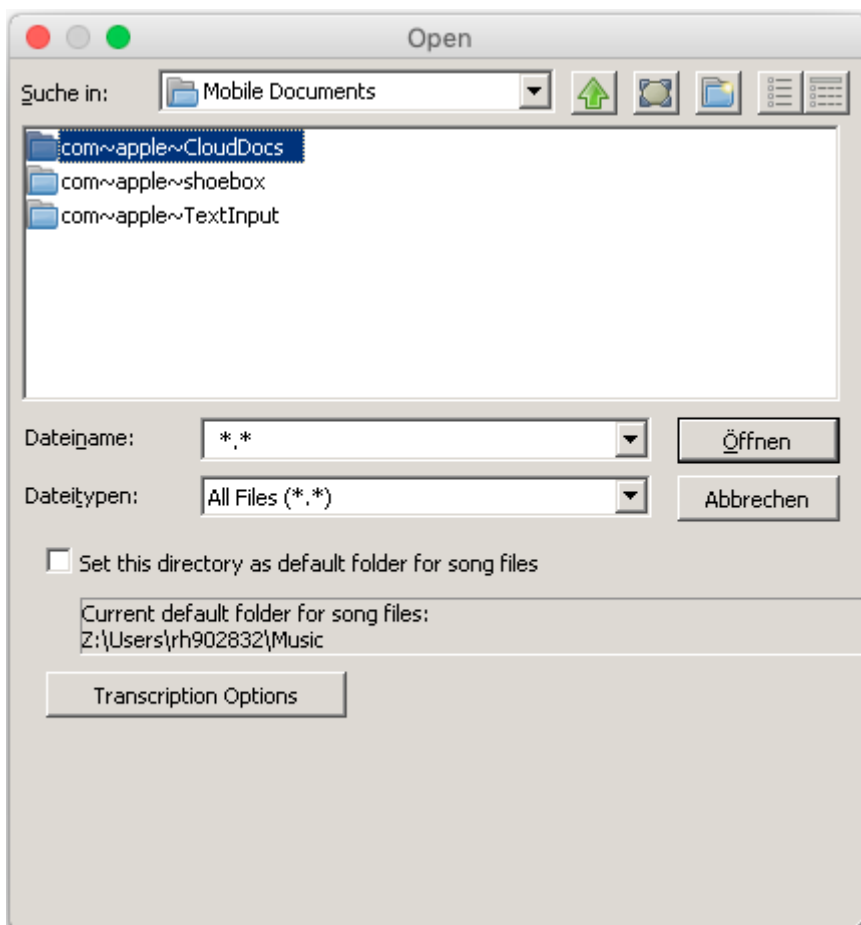 Open
Suche in: Mobile Documents
com~apple~CloudDocs
com~apple~shoebox
com~apple~TextInput
Dateiname: *.* Öffnen
Dateitypen: All Files (*.*) Abbrechen
Set this directory as default folder for song files
Current default folder for song files:
Z:\Users\rh902832\Music
Transcription Options